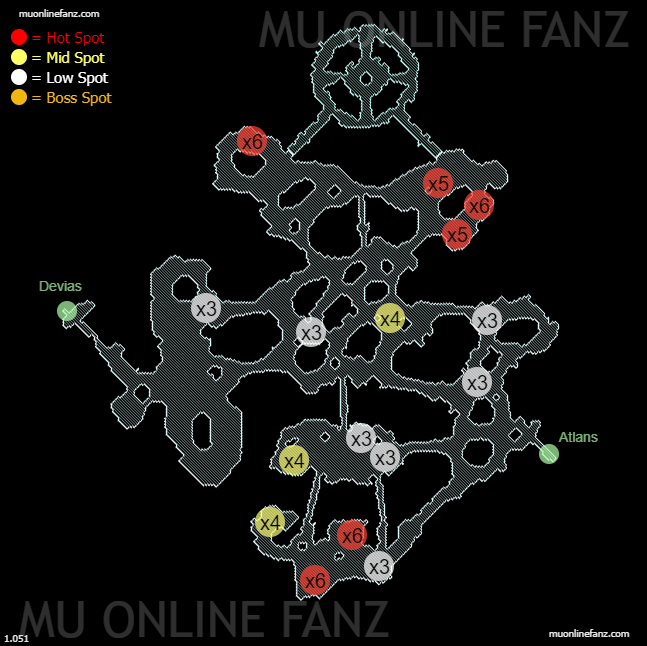 muonlinefanz.com
MU ONLINE FANZ
= Hot Spot
= Mid Spot
= Low Spot
= Boss Spot
x6
x5
x6
x5
Devias
x3
x3
x4
x3
x3
x3
Atlans
x4
x3
x4
x6
x3
x6
MU ONLINE FANZ
muonlinefanz.com
1.051